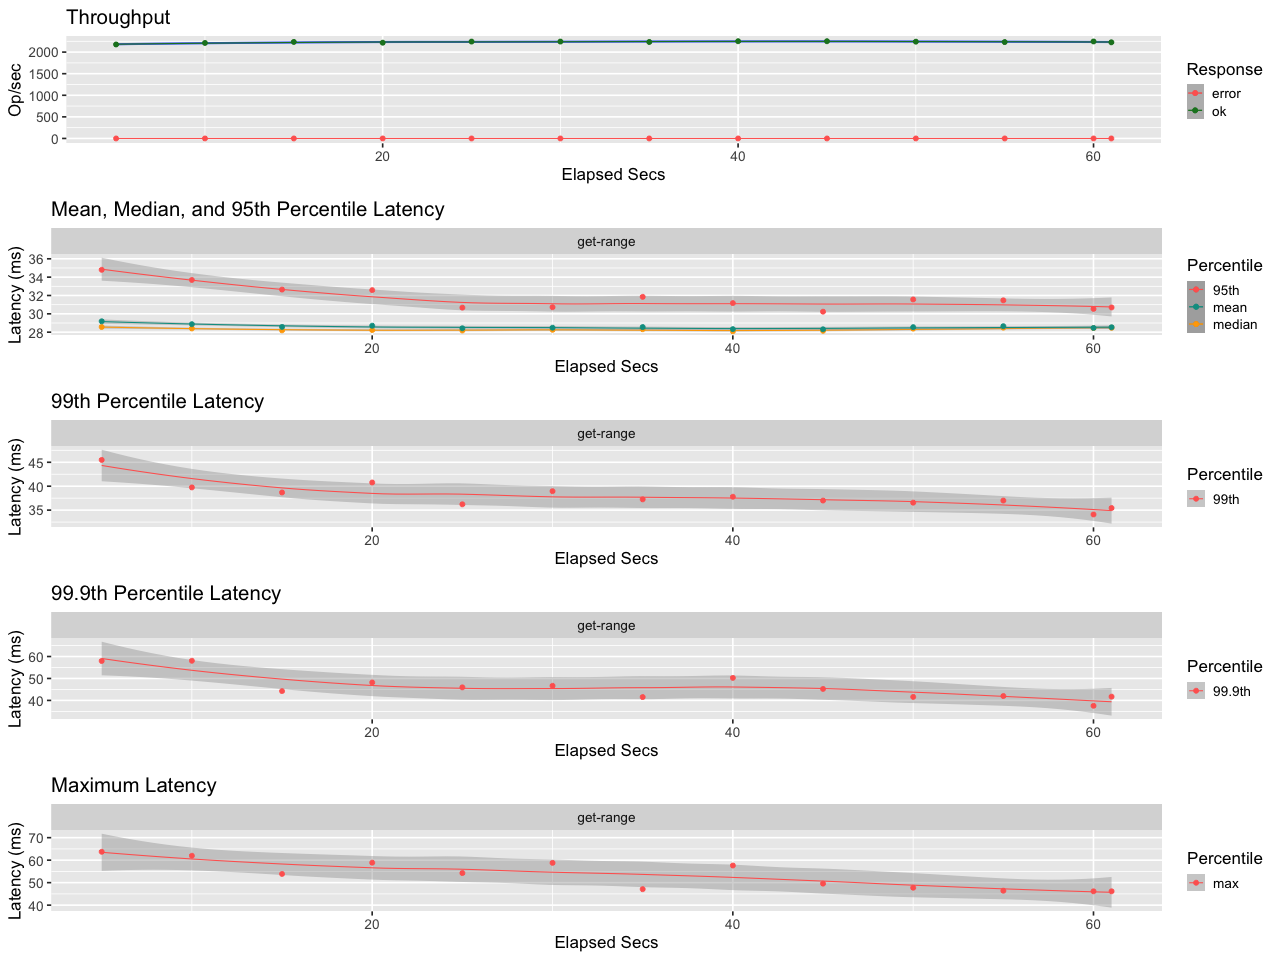 Throughput
Op/sec
2000
1500
1000
500
0
20 40 60
Elapsed Secs
Response
error
ok
Mean, Median, and 95th Percentile Latency
get-range
Latency (ms)
36
34
32
30
28
20 40 60
Elapsed Secs
Percentile
95th
mean
median
99th Percentile Latency
get-range
Latency (ms)
45
40
35
20 40 60
Elapsed Secs
Percentile
99th
99.9th Percentile Latency
get-range
Latency (ms)
60
50
40
20 40 60
Elapsed Secs
Percentile
99.9th
Maximum Latency
get-range
Latency (ms)
70
60
50
40
20 40 60
Elapsed Secs
Percentile
max